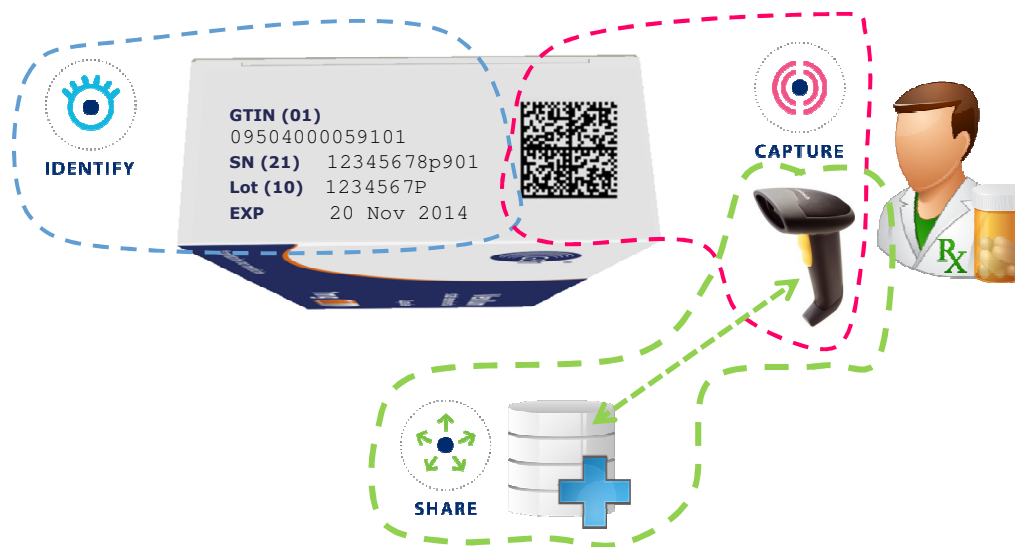 IDENTIFY
GTIN (01)
09504000059101
SN (21) 12345678p901
Lot (10) 1234567P
EXP 20 Nov 2014
CAPTURE
Rx
SHARE